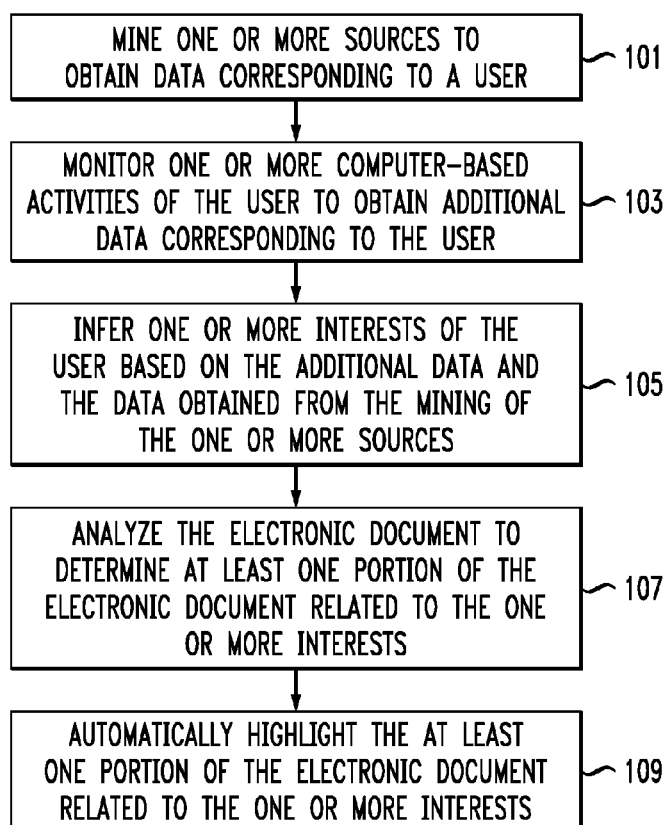 MINE ONE OR MORE SOURCES TO
OBTAIN DATA CORRESPONDING TO A USER
101
MONITOR ONE OR MORE COMPUTER-BASED
ACTIVITIES OF THE USER TO OBTAIN ADDITIONAL
DATA CORRESPONDING TO THE USER
103
INFER ONE OR MORE INTERESTS OF THE
USER BASED ON THE ADDITIONAL DATA AND
THE DATA OBTAINED FROM THE MINING OF
THE ONE OR MORE SOURCES
105
ANALYZE THE ELECTRONIC DOCUMENT TO
DETERMINE AT LEAST ONE PORTION OF THE
ELECTRONIC DOCUMENT RELATED TO THE ONE
OR MORE INTERESTS
107
AUTOMATICALLY HIGHLIGHT THE AT LEAST
ONE PORTION OF THE ELECTRONIC DOCUMENT
RELATED TO THE ONE OR MORE INTERESTS
109